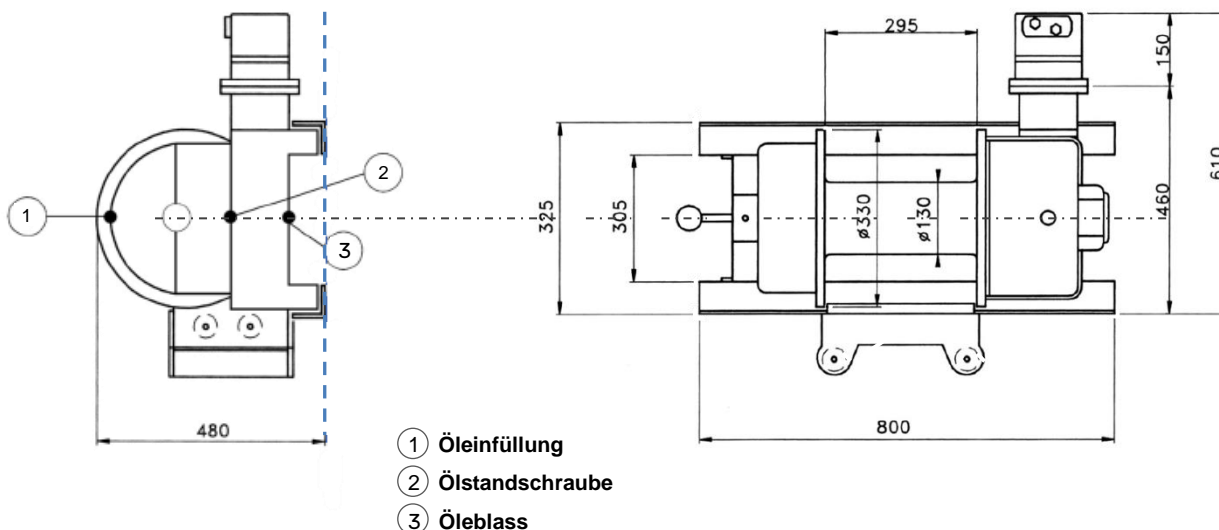 295
150
1
2
3
325
305
ø330
ø130
460
610
480
800
1 Öleinfüllung
2 Ölstandschraube
3 Öleblass